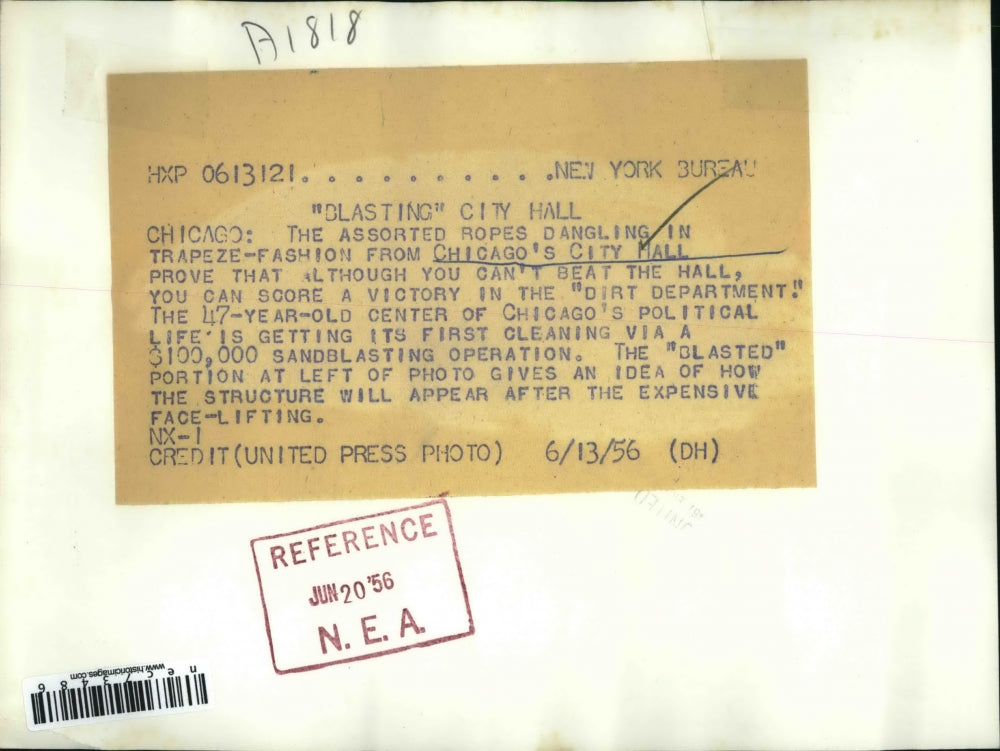 A1818
HXP 0613121. . . . . . . . . . .NEW YORK BUREAU
"BLASTING" CITY HALL
CHICAGO: THE ASSORTED ROPES DANGLING IN
TRAPEZE-FASHION FROM CHICAGO'S CITY HALL
PROVE THAT ALTHOUGH YOU CAN'T BEAT THE HALL,
YOU CAN SCORE A VICTORY IN THE "DIRT DEPARTMENT."
THE 47-YEAR-OLD CENTER OF CHICAGO'S POLITICAL
LIFE IS GETTING ITS FIRST CLEANING VIA A
$100,000 SANDBLASTING OPERATION. THE "BLASTED"
PORTION AT LEFT OF PHOTO GIVES AN IDEA OF HOW
THE STRUCTURE WILL APPEAR AFTER THE EXPENSIVE
FACE-LIFTING.
NX-1
CREDIT(UNITED PRESS PHOTO) 6/13/56 (DH)
REFERENCE
JUN 20 '56
N. E. A.
www.historicimages.com